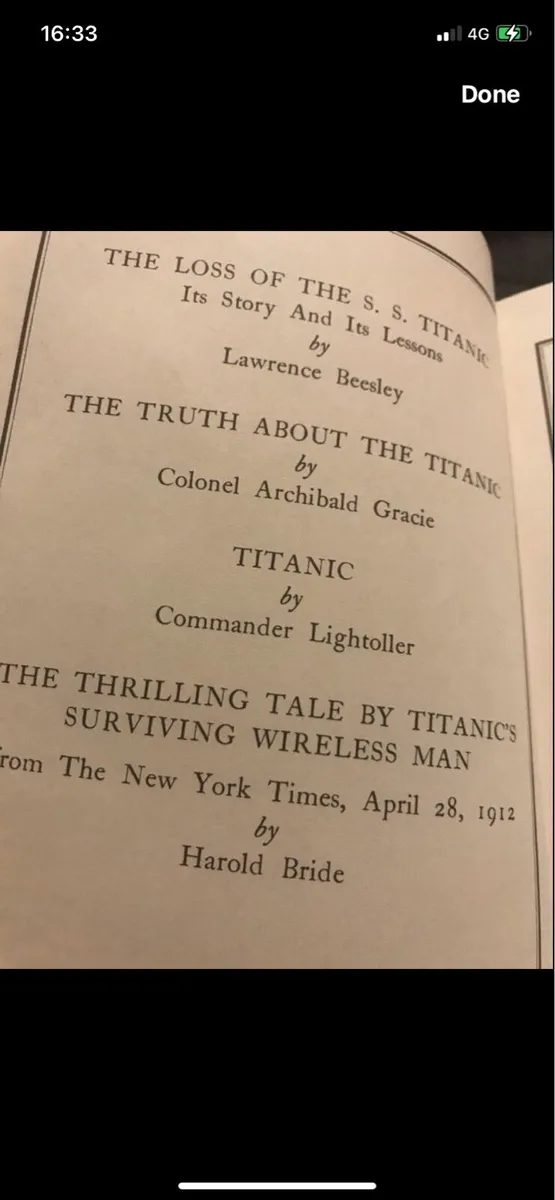 16:33
4G
Done
THE LOSS OF THE S. S. TITANIC
Its Story And Its Lessons
by
Lawrence Beesley
THE TRUTH ABOUT THE TITANIC
by
Colonel Archibald Gracie
TITANIC
by
Commander Lightoller
THE THRILLING TALE BY TITANIC'S
SURVIVING WIRELESS MAN
rom The New York Times, April 28, 1912
by
Harold Bride